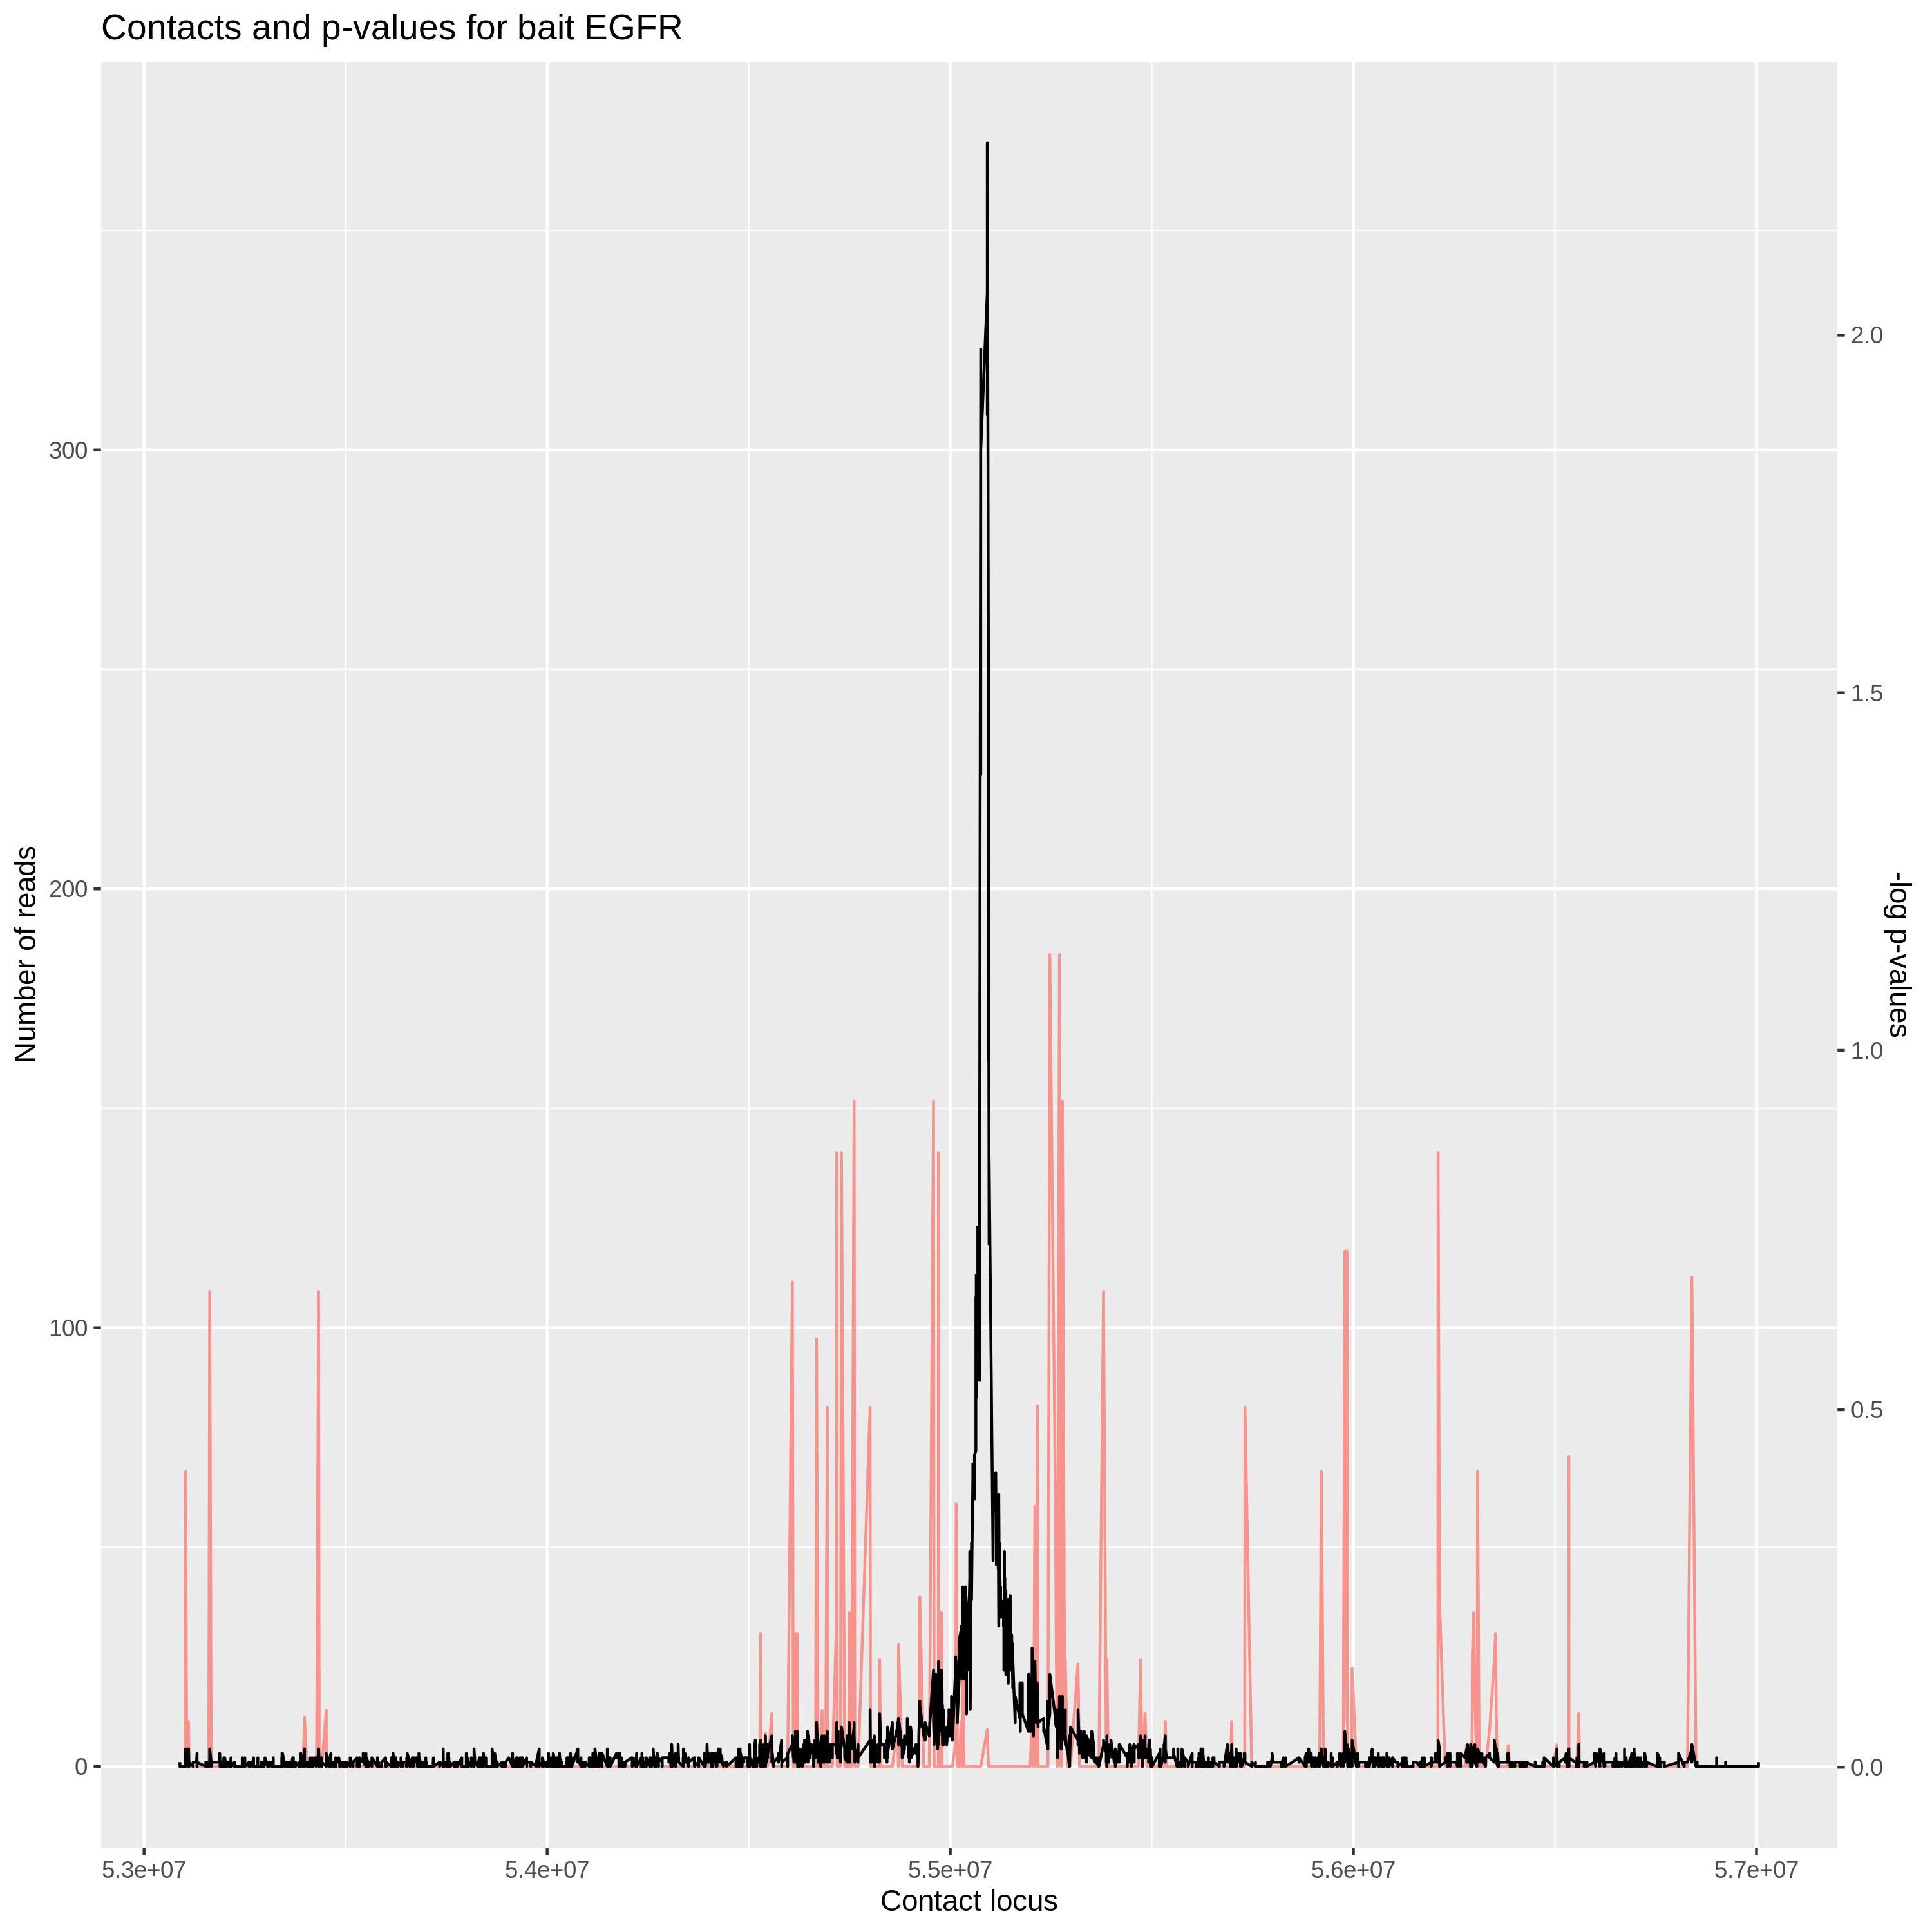 Contacts and p-values for bait EGFR
300
200
100
0
Number of reads
2.0
1.5
1.0
0.5
0.0
-log p-values
5.3e+07
5.4e+07
5.5e+07
5.6e+07
5.7e+07
Contact locus